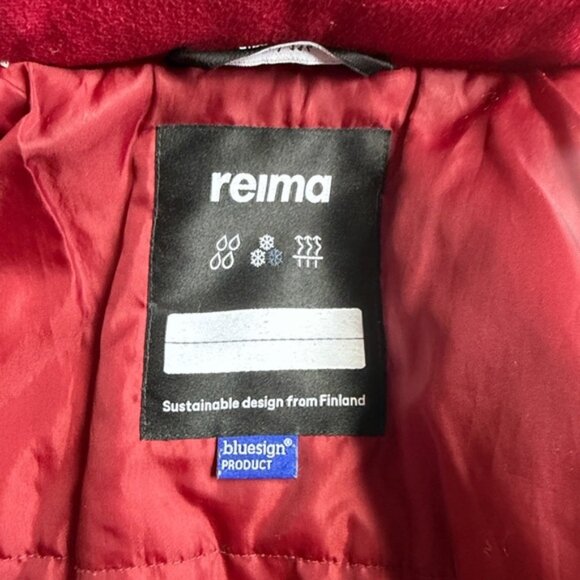 reima
Sustainable design from Finland
bluesign®
PRODUCT